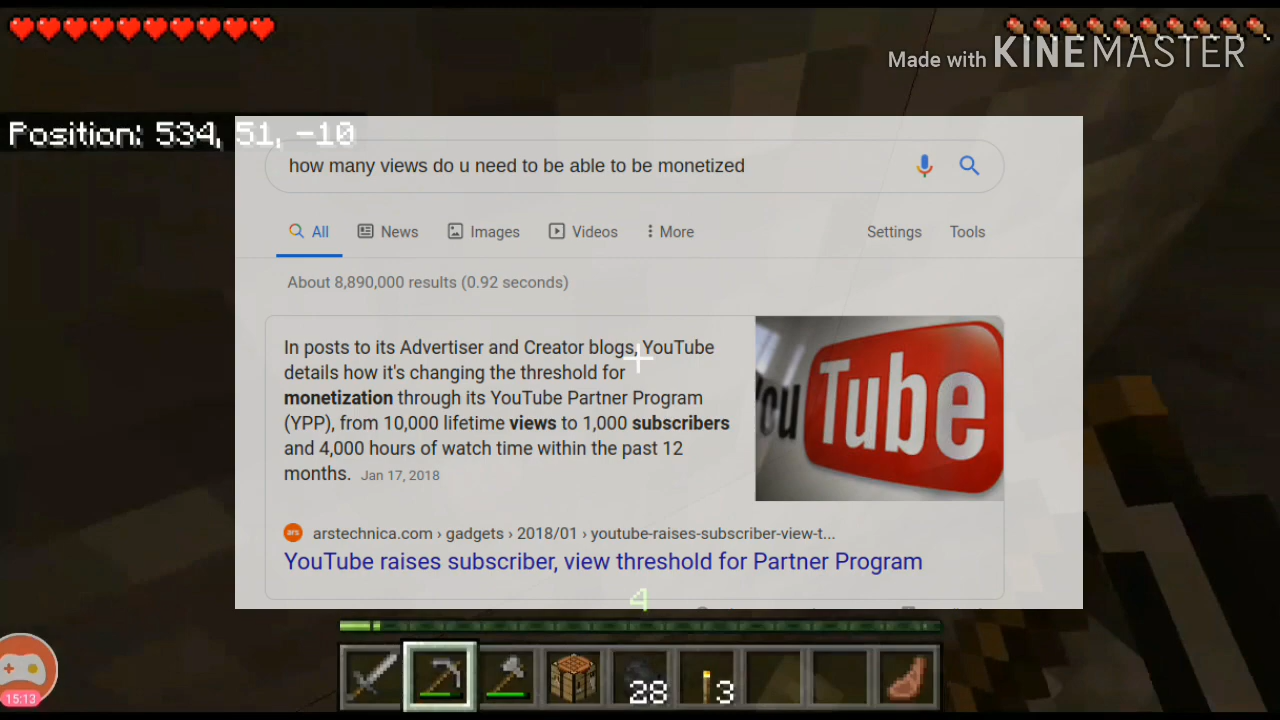 Made with KINEMASTER
Position: 534, 51, -10
how many views do u need to be able to be monetized
All News Images Videos More Settings Tools
About 8,890,000 results (0.92 seconds)
In posts to its Advertiser and Creator blogs, YouTube
details how it's changing the threshold for
monetization through its YouTube Partner Program
(YPP), from 10,000 lifetime views to 1,000 subscribers
and 4,000 hours of watch time within the past 12
months. Jan 17, 2018
You Tube
ars arstechnica.com › gadgets › 2018/01 › youtube-raises-subscriber-view-t...
YouTube raises subscriber, view threshold for Partner Program
4
28 3
15:13